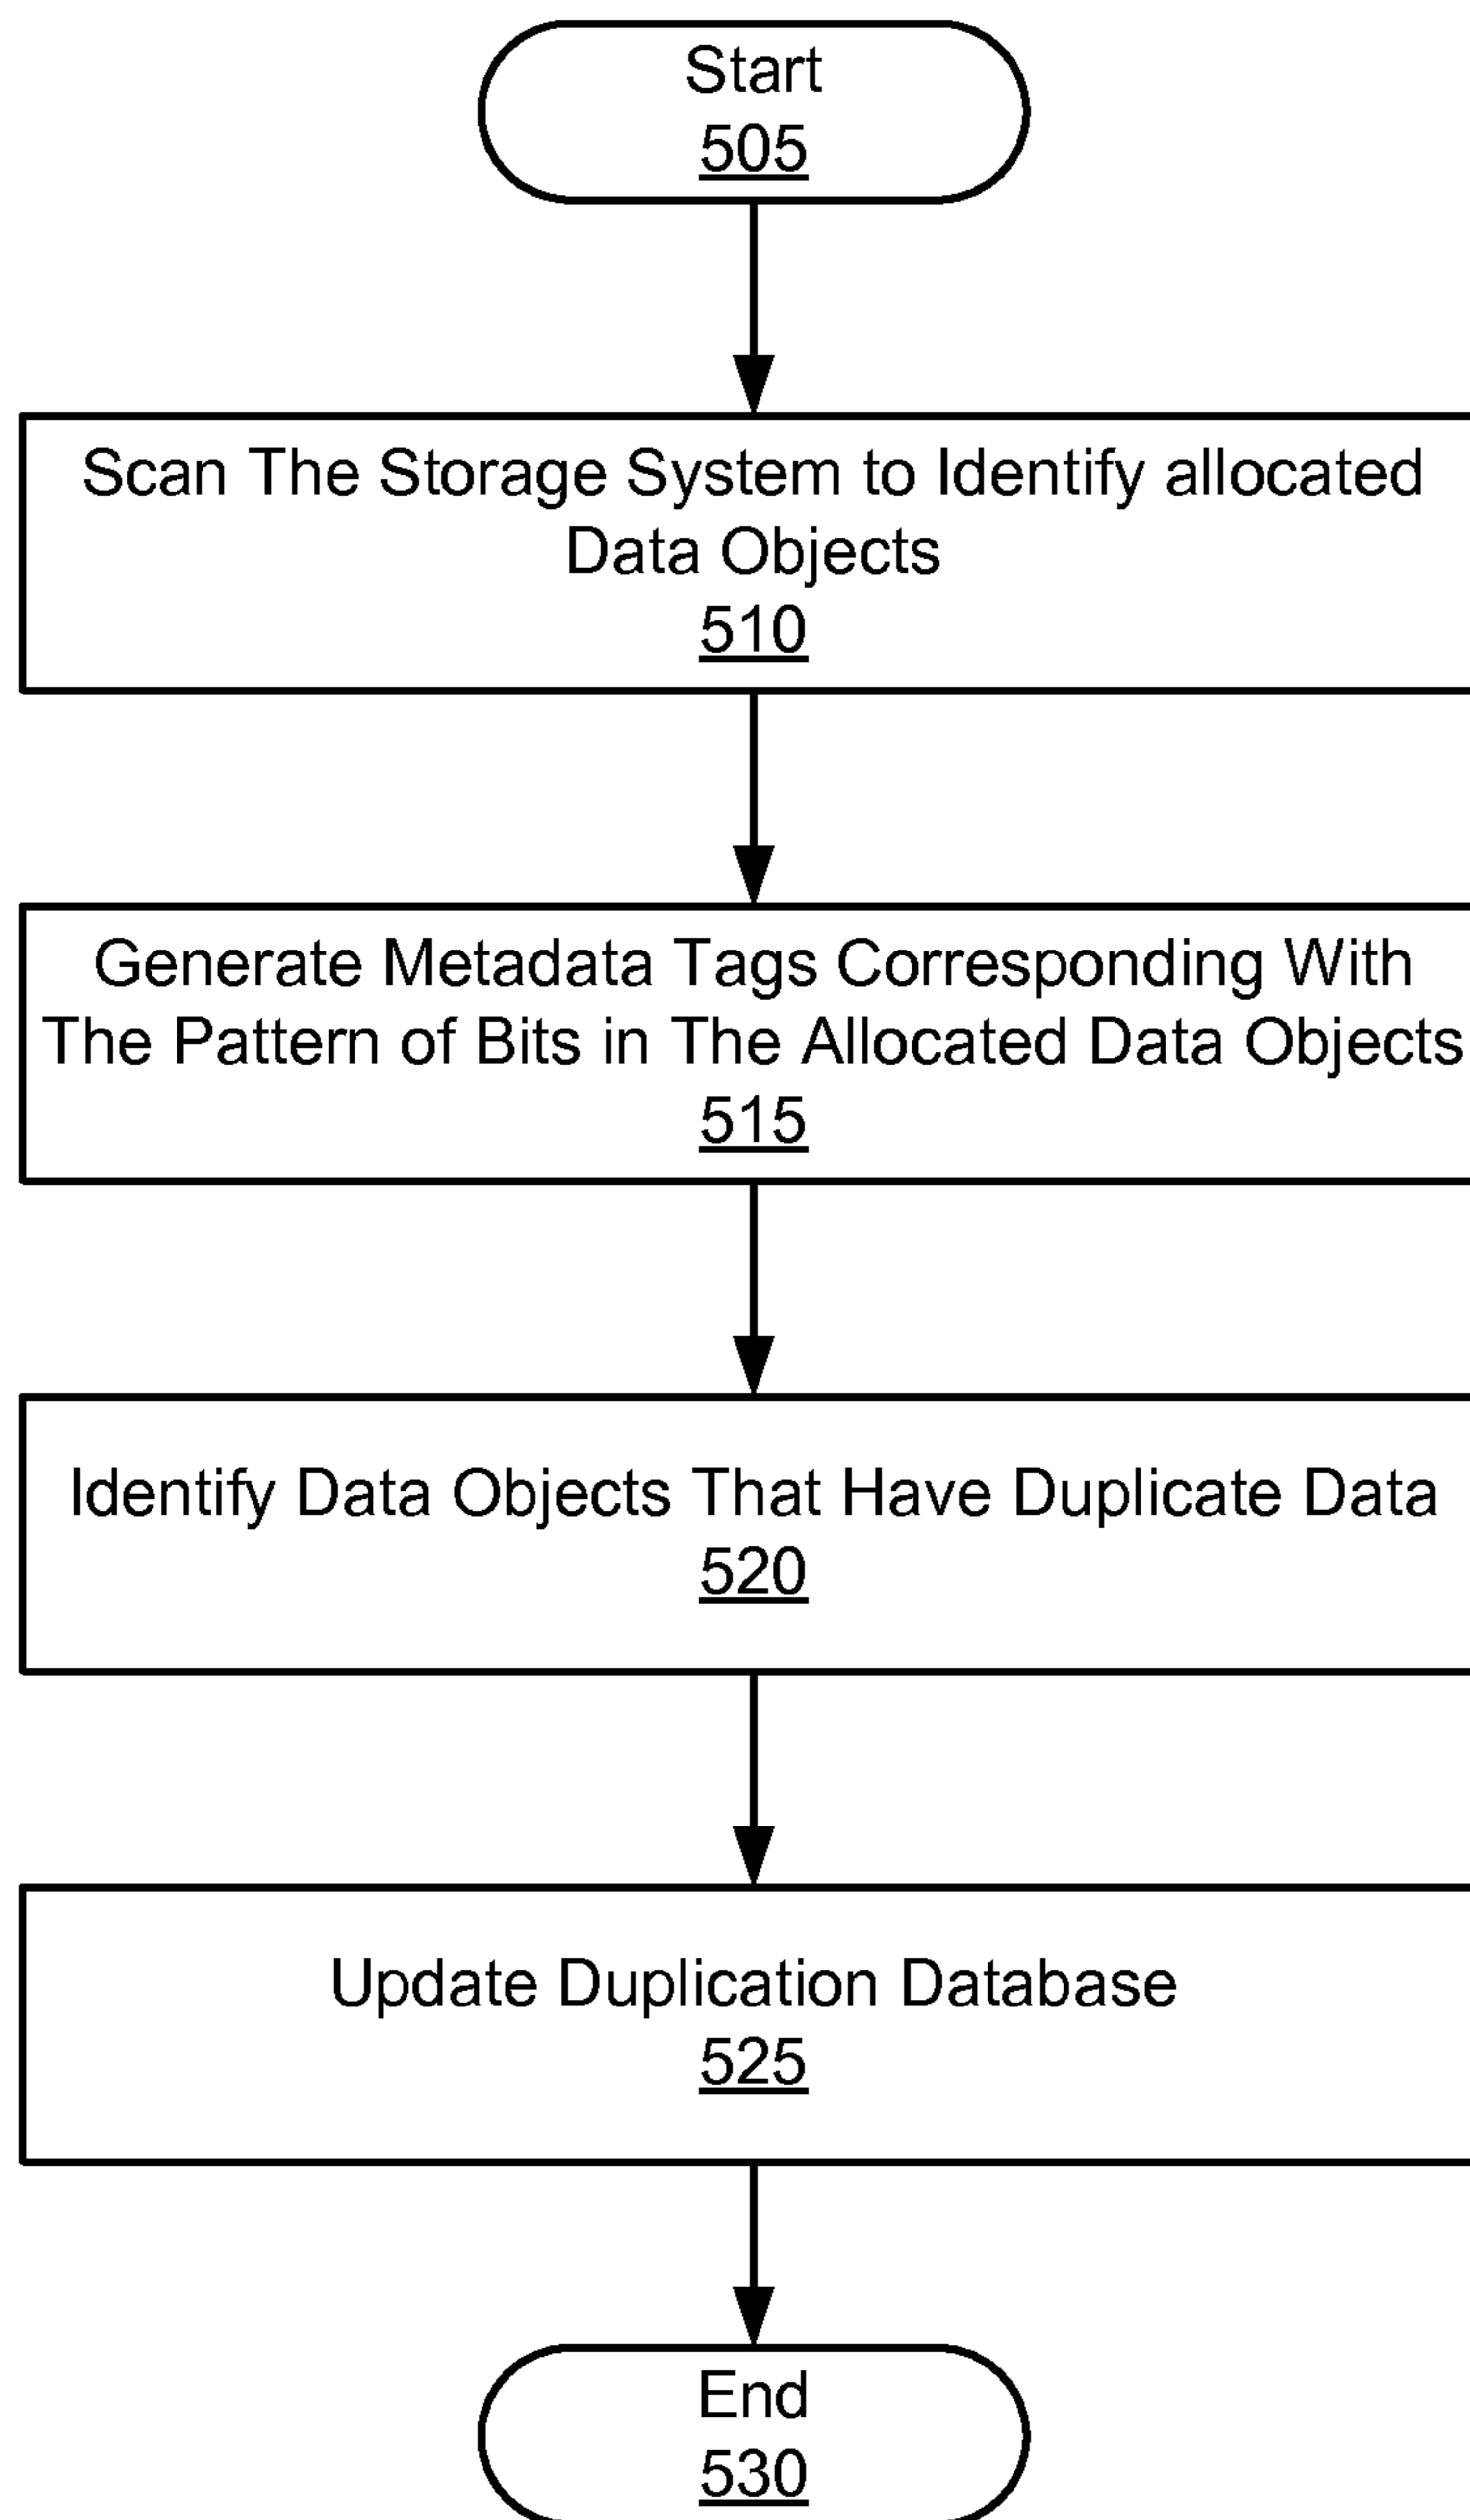 Start
505
Scan The Storage System to Identify allocated
Data Objects
510
Generate Metadata Tags Corresponding With
The Pattern of Bits in The Allocated Data Objects
515
Identify Data Objects That Have Duplicate Data
520
Update Duplication Database
525
End
530